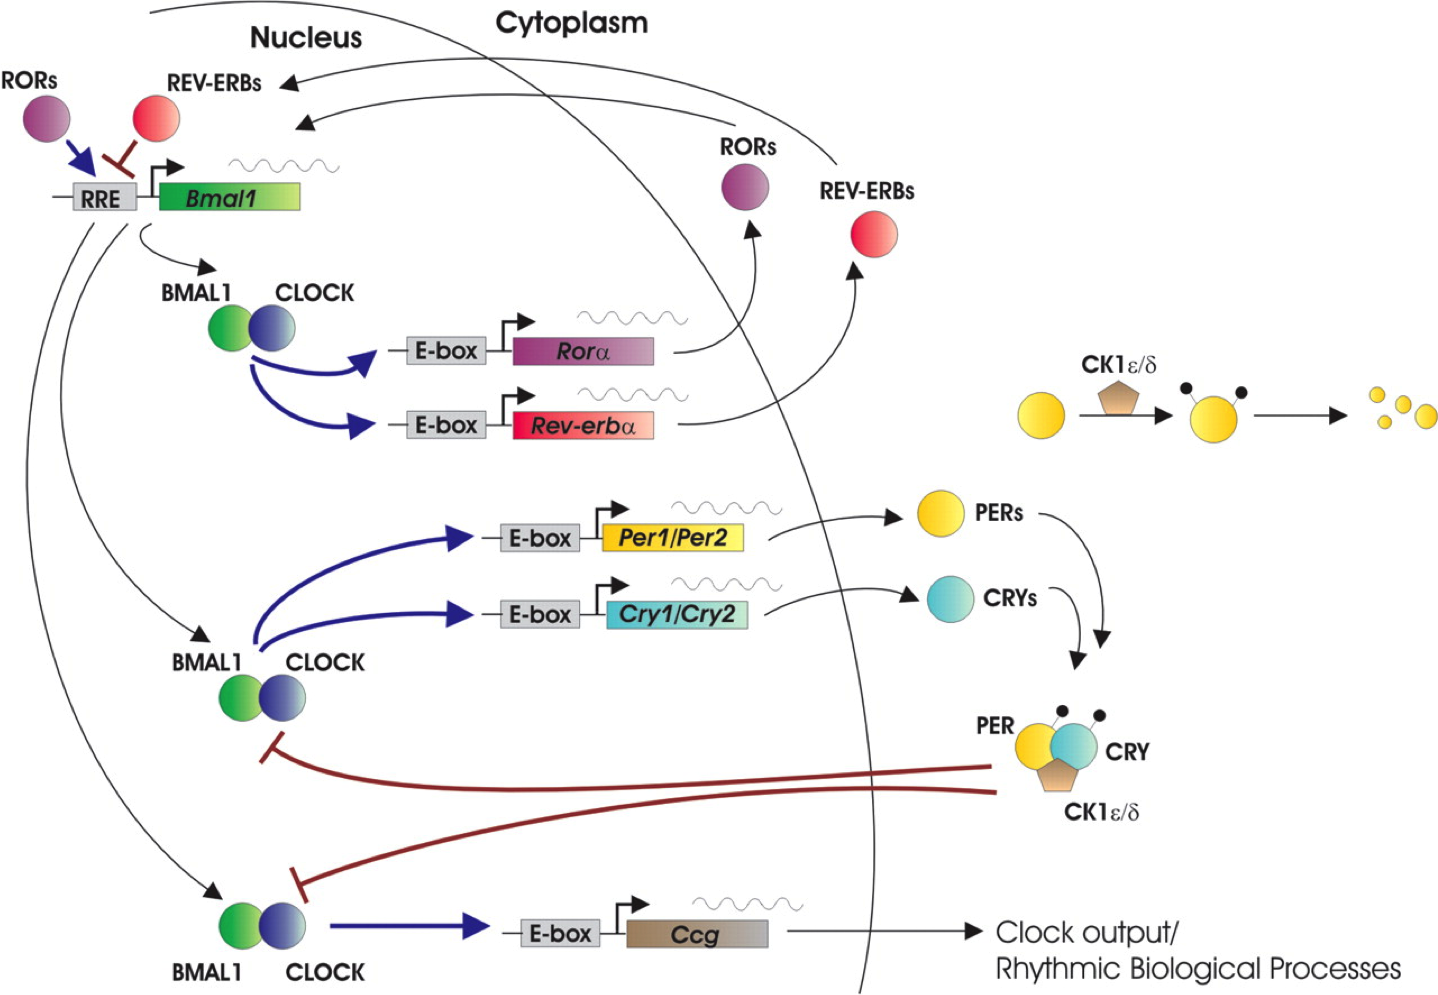 Cytoplasm
Nucleus
RORs
REV-ERBs
RORs
REV-ERBs
RRE
Bmal1
BMAL1
CLOCK
E-box
Rorα
CK1ε/δ
E-box
Rev-erbα
E-box
Per1/Per2
PERs
E-box
Cry1/Cry2
CRYs
BMAL1
CLOCK
PER
CRY
CK1ε/δ
E-box
Ccg
Clock output/
Rhythmic Biological Processes
BMAL1
CLOCK